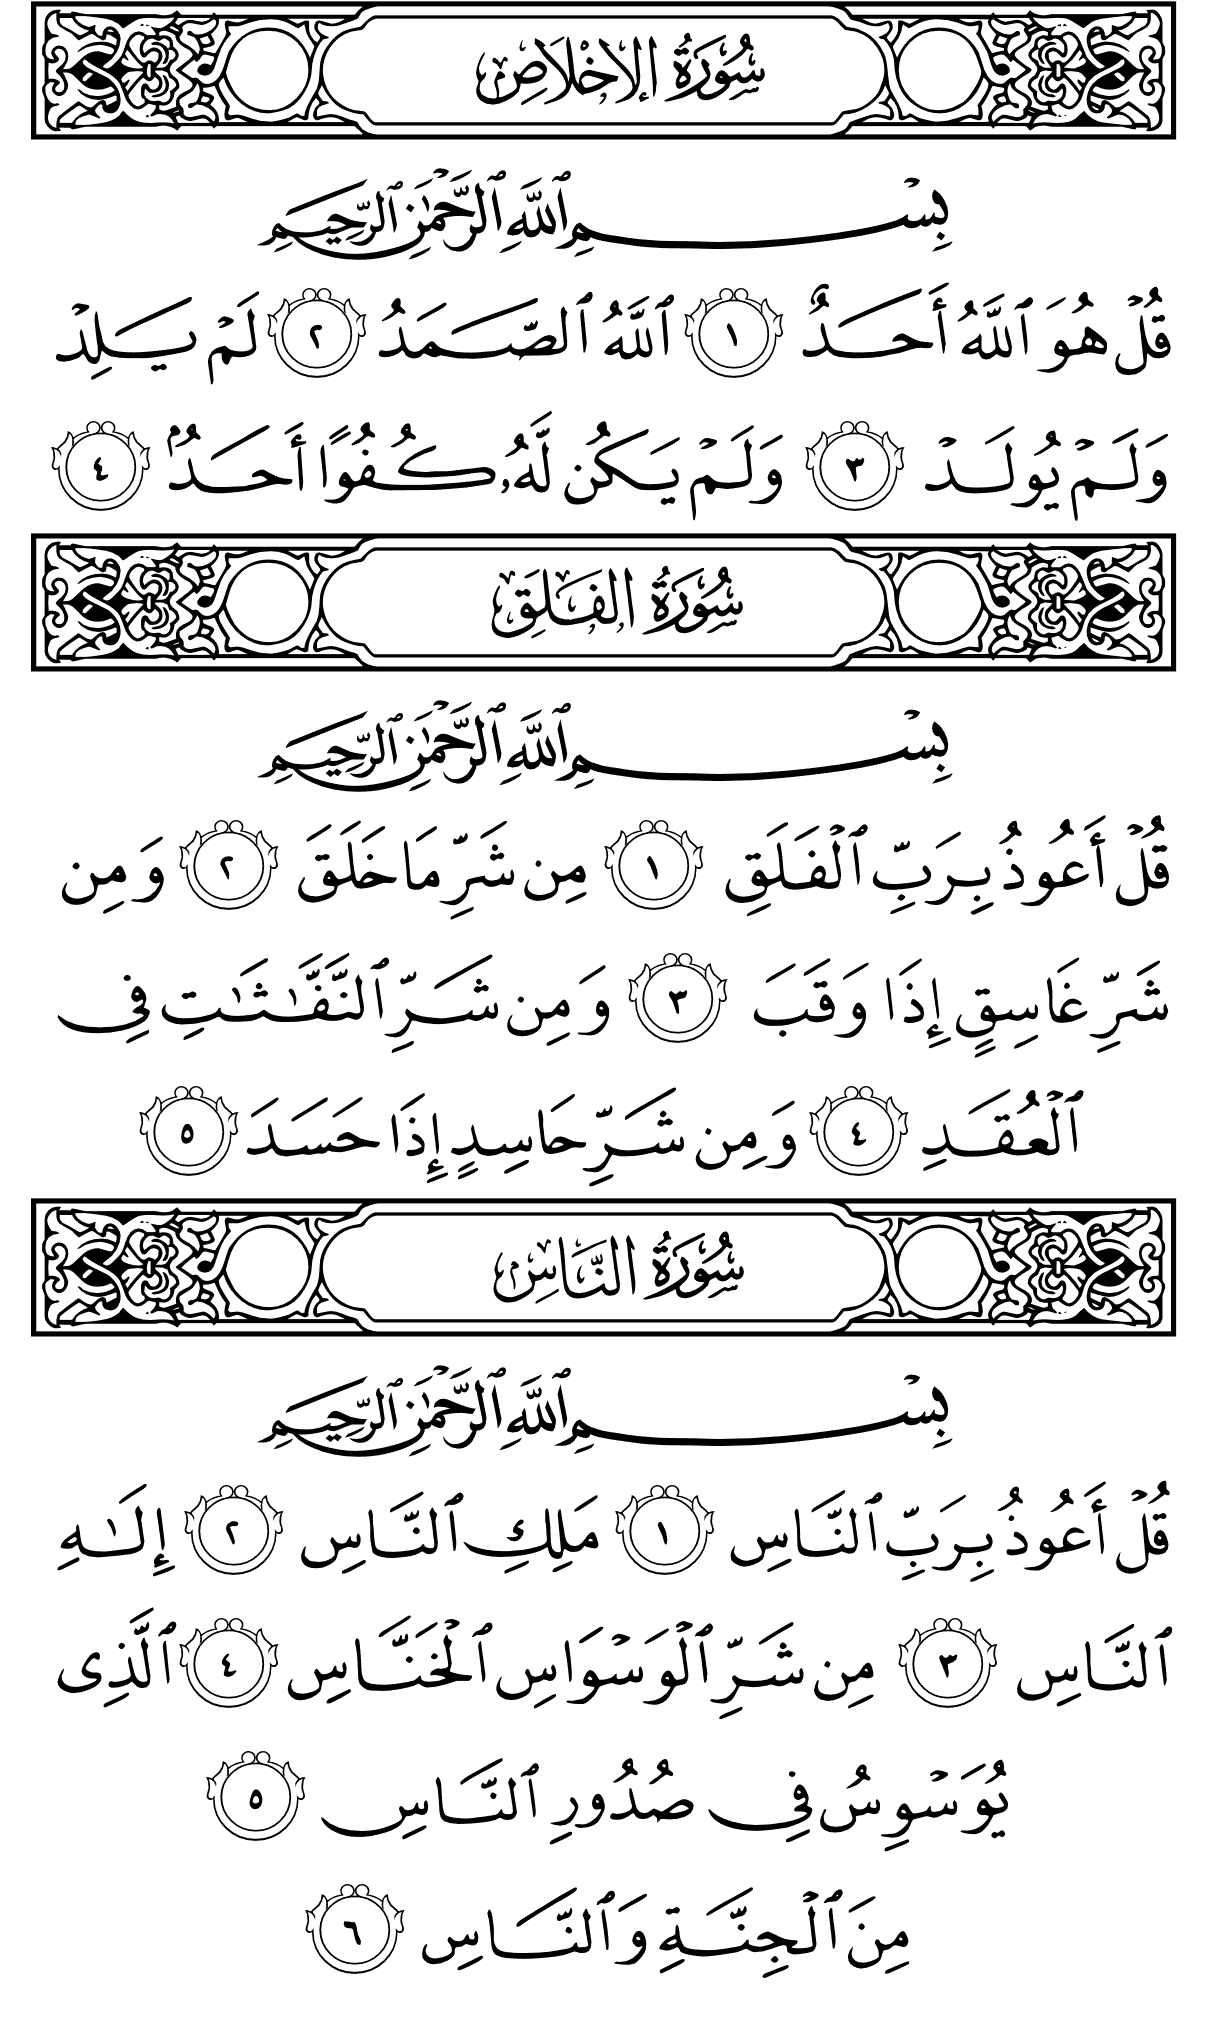 سُورَةُ الإِخْلَاصِ
بِسْمِ ٱللَّهِ ٱلرَّحْمَٰنِ ٱلرَّحِيمِ
قُلْ هُوَ ٱللَّهُ أَحَدٌ ١ ٱللَّهُ ٱلصَّمَدُ ٢ لَمْ يَلِدْ
وَلَمْ يُولَدْ ٣ وَلَمْ يَكُن لَّهُۥ كُفُوًا أَحَدٌۢ ٤
سُورَةُ الفَلَقِ
بِسْمِ ٱللَّهِ ٱلرَّحْمَٰنِ ٱلرَّحِيمِ
قُلْ أَعُوذُ بِرَبِّ ٱلْفَلَقِ ١ مِن شَرِّ مَا خَلَقَ ٢ وَمِن
شَرِّ غَاسِقٍ إِذَا وَقَبَ ٣ وَمِن شَرِّ ٱلنَّفَّٰثَٰتِ فِى
ٱلْعُقَدِ ٤ وَمِن شَرِّ حَاسِدٍ إِذَا حَسَدَ ٥
سُورَةُ النَّاسِ
بِسْمِ ٱللَّهِ ٱلرَّحْمَٰنِ ٱلرَّحِيمِ
قُلْ أَعُوذُ بِرَبِّ ٱلنَّاسِ ١ مَلِكِ ٱلنَّاسِ ٢ إِلَٰهِ
ٱلنَّاسِ ٣ مِن شَرِّ ٱلْوَسْوَاسِ ٱلْخَنَّاسِ ٤ ٱلَّذِى
يُوَسْوِسُ فِى صُدُورِ ٱلنَّاسِ ٥
مِنَ ٱلْجِنَّةِ وَٱلنَّاسِ ٦